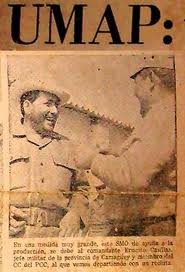 UMAP:
En una medida muy grande, este SMO de ayuda a la
producción, se debe al comandante Ernesto Casillas,
jefe militar de la provincia de Camagüey y miembro del
CC del PCC, al que vemos departiendo con un recluta.